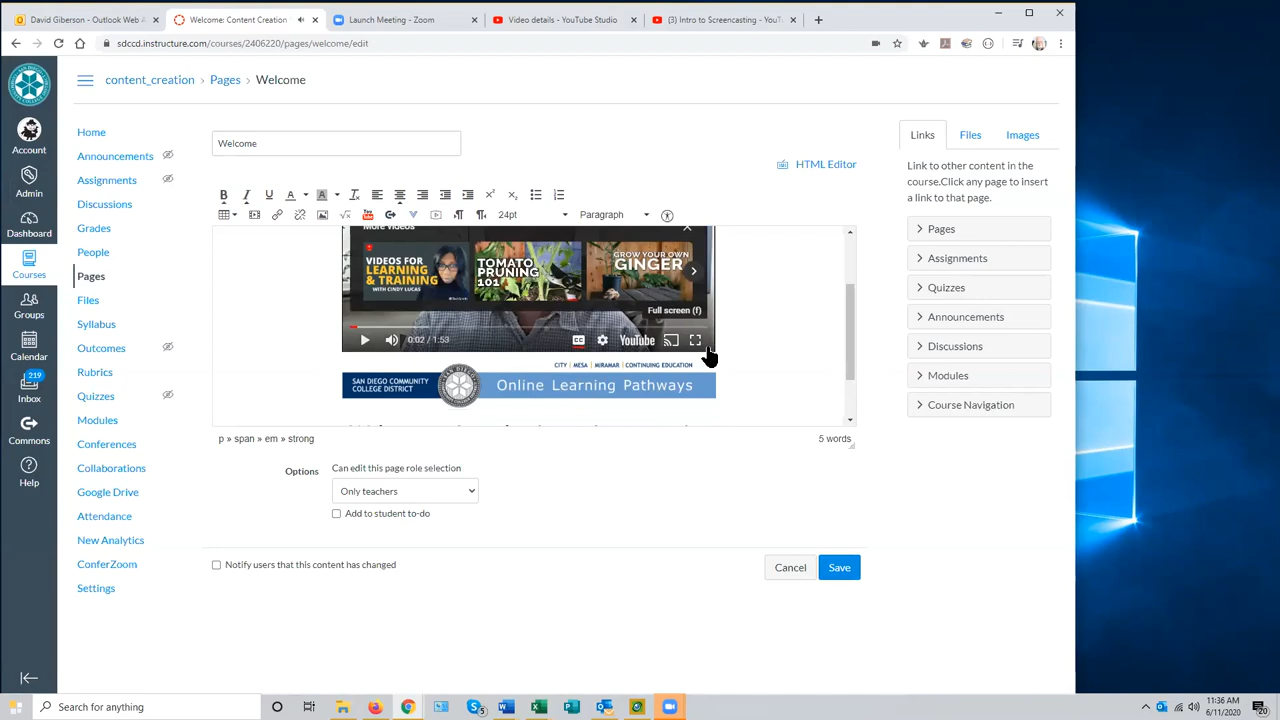 David Giberson - Outlook Web A
Welcome: Content Creation
Launch Meeting - Zoom
Video details - YouTube Studio
(3) Intro to Screencasting - YouT
sdccd.instructure.com/courses/2406220/pages/welcome/edit
content_creation > Pages > Welcome
Account
Admin
Dashboard
Courses
Groups
Calendar
219
Inbox
Commons
Help
Home
Announcements
Assignments
Discussions
Grades
People
Pages
Files
Syllabus
Outcomes
Rubrics
Quizzes
Modules
Conferences
Collaborations
Google Drive
Attendance
New Analytics
ConferZoom
Settings
Welcome
HTML Editor
24pt
Paragraph
More videos
VIDEOS FOR
LEARNING
& TRAINING
WITH CINDY LUCAS
TOMATO
PRUNING
101
GROW YOUR OWN
GINGER
Full screen (f)
0:02 / 1:53
YouTube
CITY | MESA | MIRAMAR | CONTINUING EDUCATION
SAN DIEGO COMMUNITY
COLLEGE DISTRICT
Online Learning Pathways
p » span » em » strong
5 words
Options
Can edit this page role selection
Only teachers
Add to student to-do
Notify users that this content has changed
Cancel
Save
Links
Files
Images
Link to other content in the
course.Click any page to insert
a link to that page.
Pages
Assignments
Quizzes
Announcements
Discussions
Modules
Course Navigation
Search for anything
5
11:36 AM
6/11/2020
20